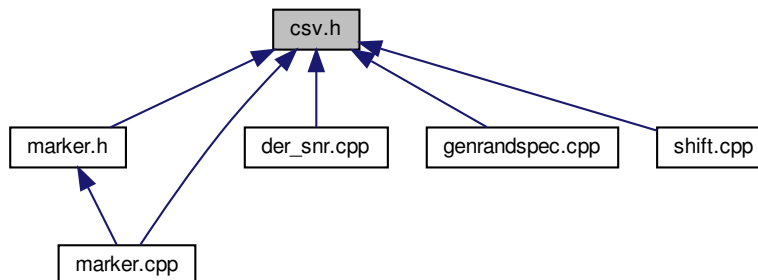 csv.h
marker.h
der_snr.cpp
genrandspec.cpp
shift.cpp
marker.cpp